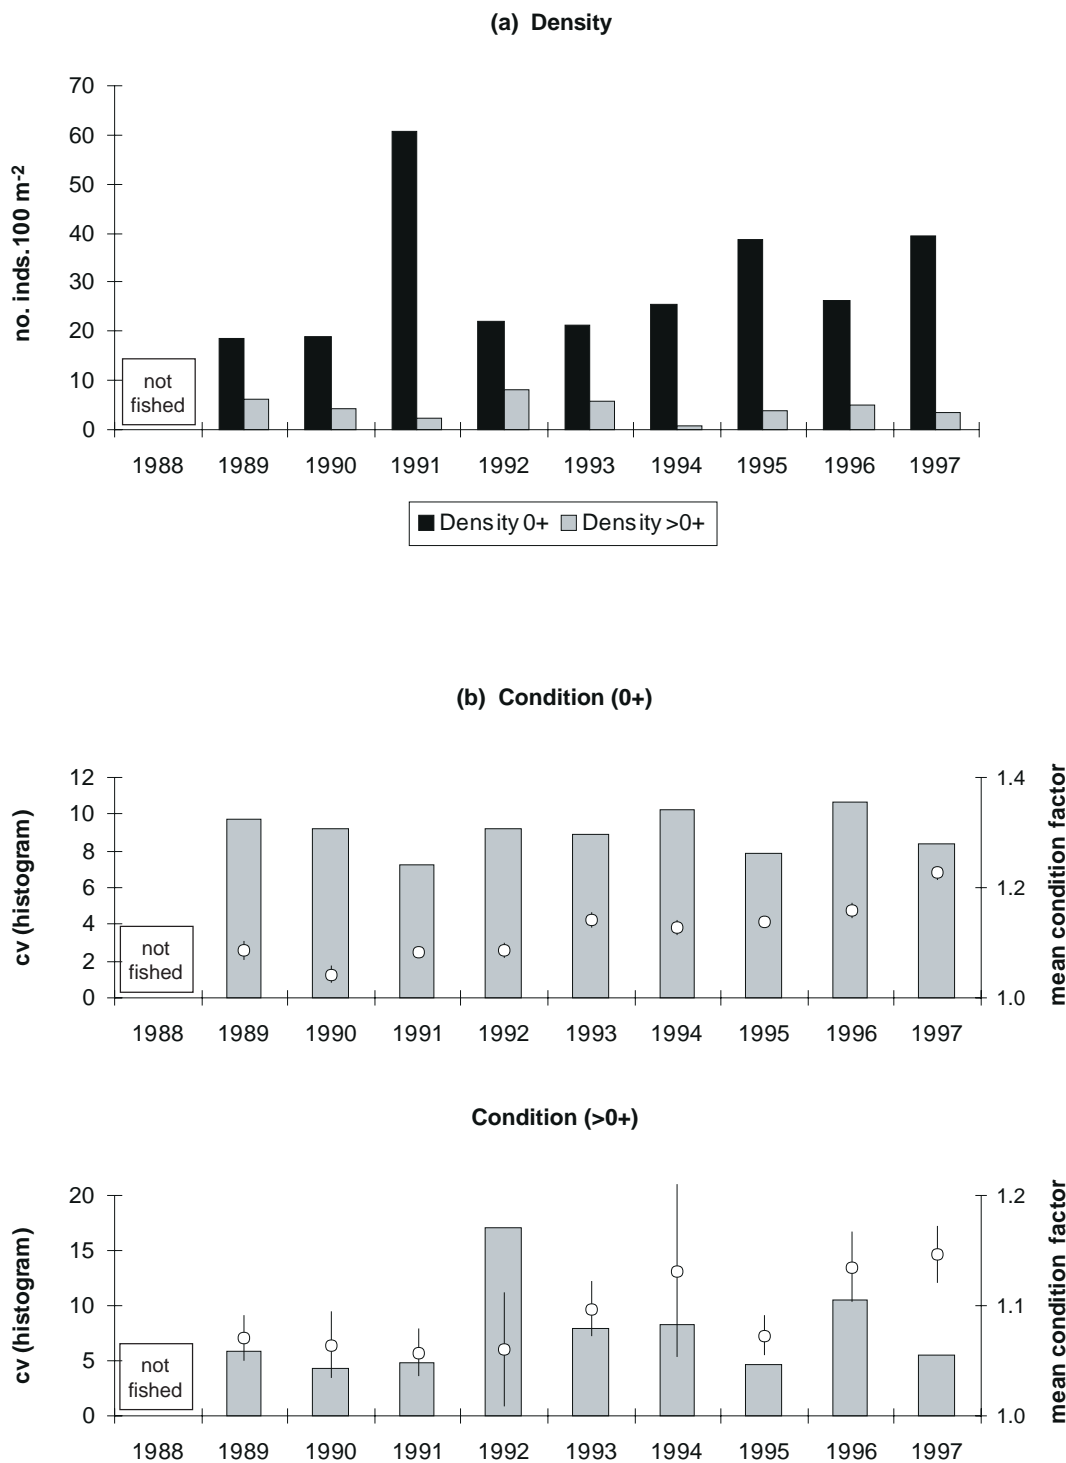 (a) Density
70
60
50
40
30
20
10
0
no. inds.100 m-2
not
fished
1988 1989 1990 1991 1992 1993 1994 1995 1996 1997
Density 0+ Density >0+
(b) Condition (0+)
12
10
8
6
4
2
0
cv (histogram)
1.4
1.2
1.0
mean condition factor
not
fished
1988 1989 1990 1991 1992 1993 1994 1995 1996 1997
Condition (>0+)
20
15
10
5
0
cv (histogram)
1.2
1.1
1.0
mean condition factor
not
fished
1988 1989 1990 1991 1992 1993 1994 1995 1996 1997